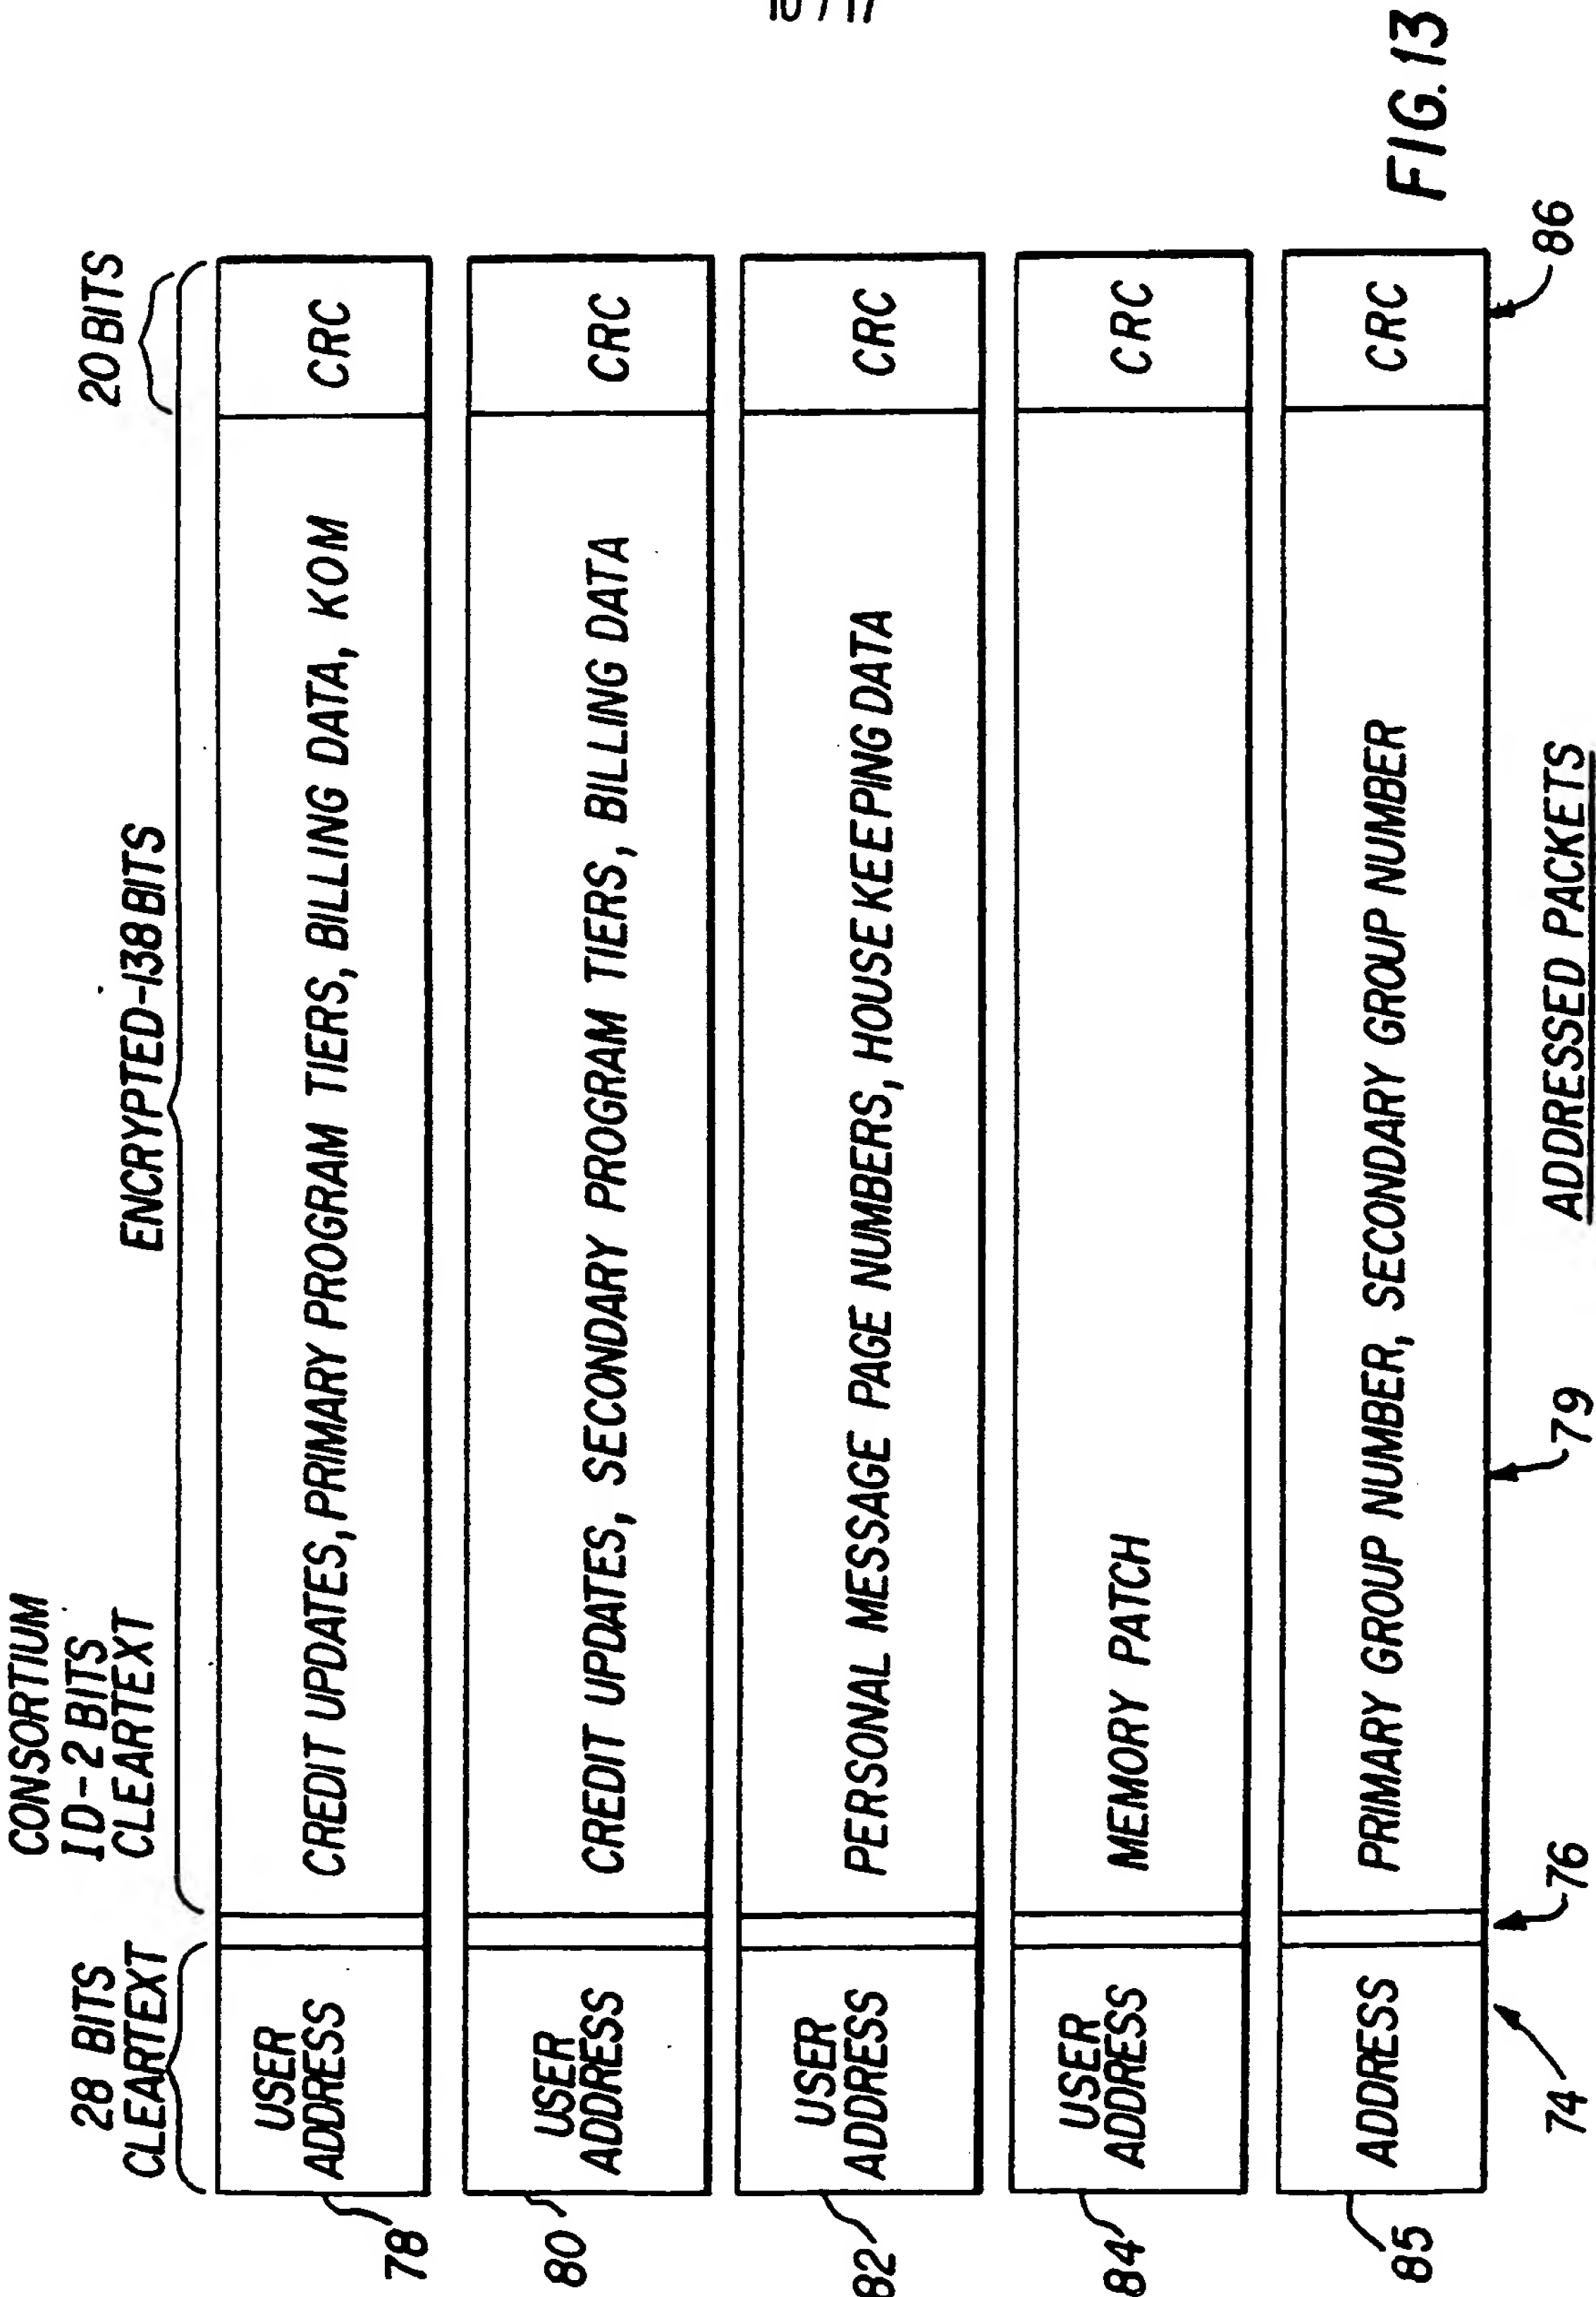 10 / 17
28 BITS
CLEARTEXT
CONSORTIUM
ID-2 BITS
CLEARTEXT
ENCRYPTED-138 BITS
20 BITS
78
USER
ADDRESS
CREDIT UPDATES, PRIMARY PROGRAM TIERS, BILLING DATA, KOM
CRC
80
USER
ADDRESS
CREDIT UPDATES, SECONDARY PROGRAM TIERS, BILLING DATA
CRC
82
USER
ADDRESS
PERSONAL MESSAGE PAGE NUMBERS, HOUSEKEEPING DATA
CRC
84
USER
ADDRESS
MEMORY PATCH
CRC
85
ADDRESS
PRIMARY GROUP NUMBER, SECONDARY GROUP NUMBER
CRC
74
76
79
86
ADDRESSED PACKETS
FIG. 13